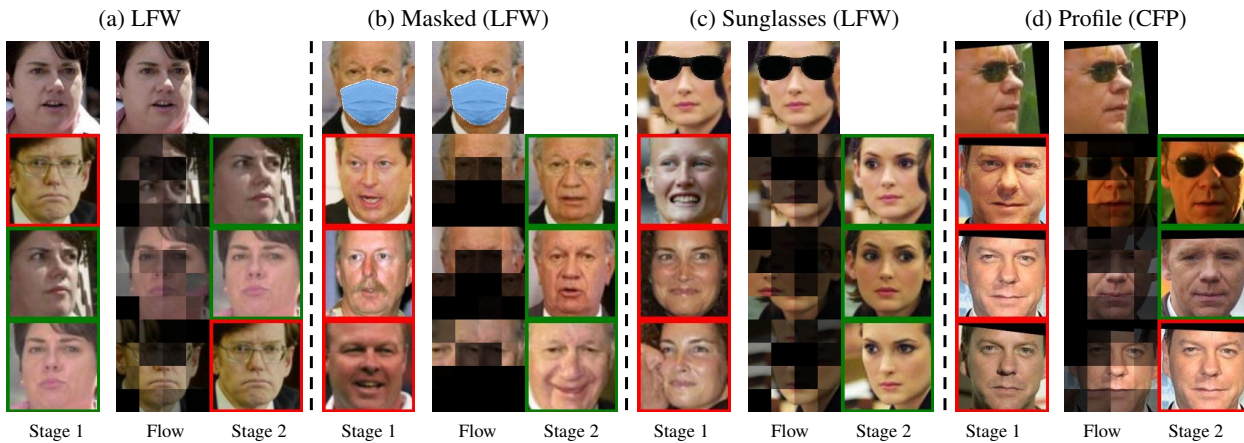 (a) LFW (b) Masked (LFW) (c) Sunglasses (LFW) (d) Profile (CFP)
Stage 1 Flow Stage 2 Stage 1 Flow Stage 2 Stage 1 Flow Stage 2 Stage 1 Flow Stage 2